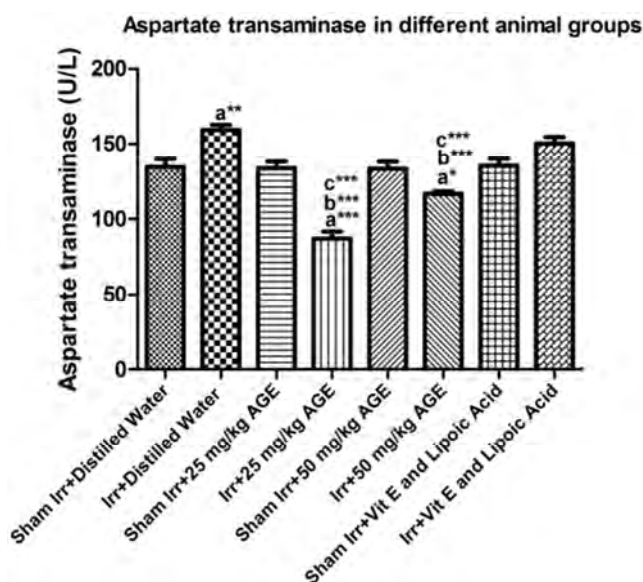 Aspartate transaminase in different animal groups
Aspartate transaminase (U/L)
200
150
100
50
0
a**
c***
b***
a***
c***
b***
a*
Sham Irr+Distilled Water
Irr+Distilled Water
Sham Irr+25 mg/kg AGE
Irr+25 mg/kg AGE
Sham Irr+50 mg/kg AGE
Irr+50 mg/kg AGE
Sham Irr+Vit E and Lipoic Acid
Irr+Vit E and Lipoic Acid